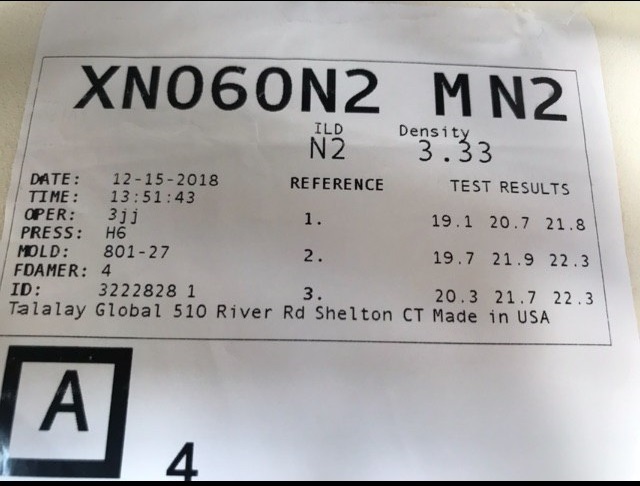 XN060N2 MN2
ILD Density
N2 3.33
DATE: 12-15-2018 REFERENCE TEST RESULTS
TIME: 13:51:43
OPER: 3jj 1. 19.1 20.7 21.8
PRESS: H6
MOLD: 801-27 2. 19.7 21.9 22.3
FOAMER: 4
ID: 3222828 1 3. 20.3 21.7 22.3
Talalay Global 510 River Rd Shelton CT Made in USA
A
4